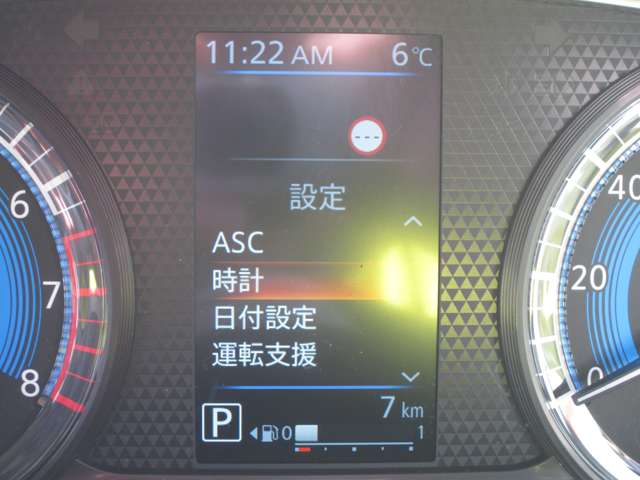 11:22 AM 6℃
---
設定
ASC
時計
日付設定
運転支援
7 km
P 0 1
6
7
8
40
20
0